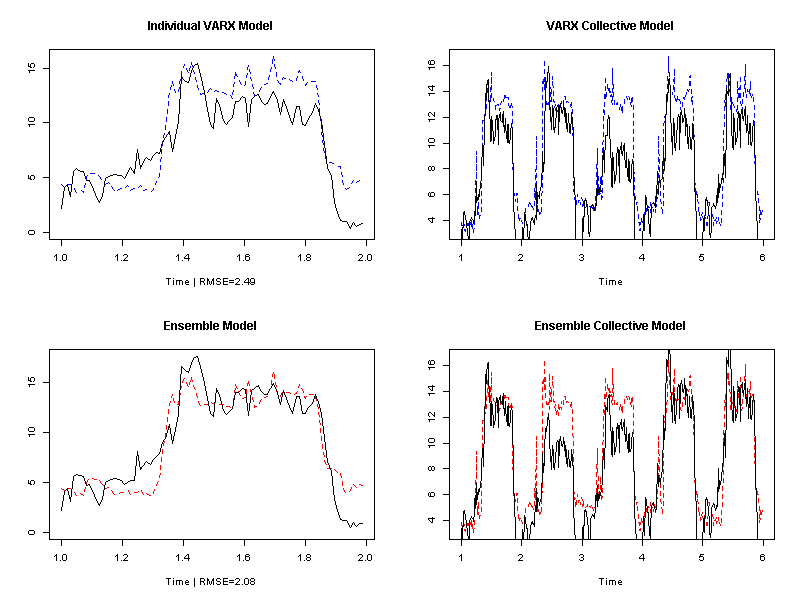 Individual VARX Model
0 5 10 15
1.0 1.2 1.4 1.6 1.8 2.0
Time | RMSE=2.49
VARX Collective Model
4 6 8 10 12 14 16
1 2 3 4 5 6
Time
Ensemble Model
0 5 10 15
1.0 1.2 1.4 1.6 1.8 2.0
Time | RMSE=2.08
Ensemble Collective Model
4 6 8 10 12 14 16
1 2 3 4 5 6
Time